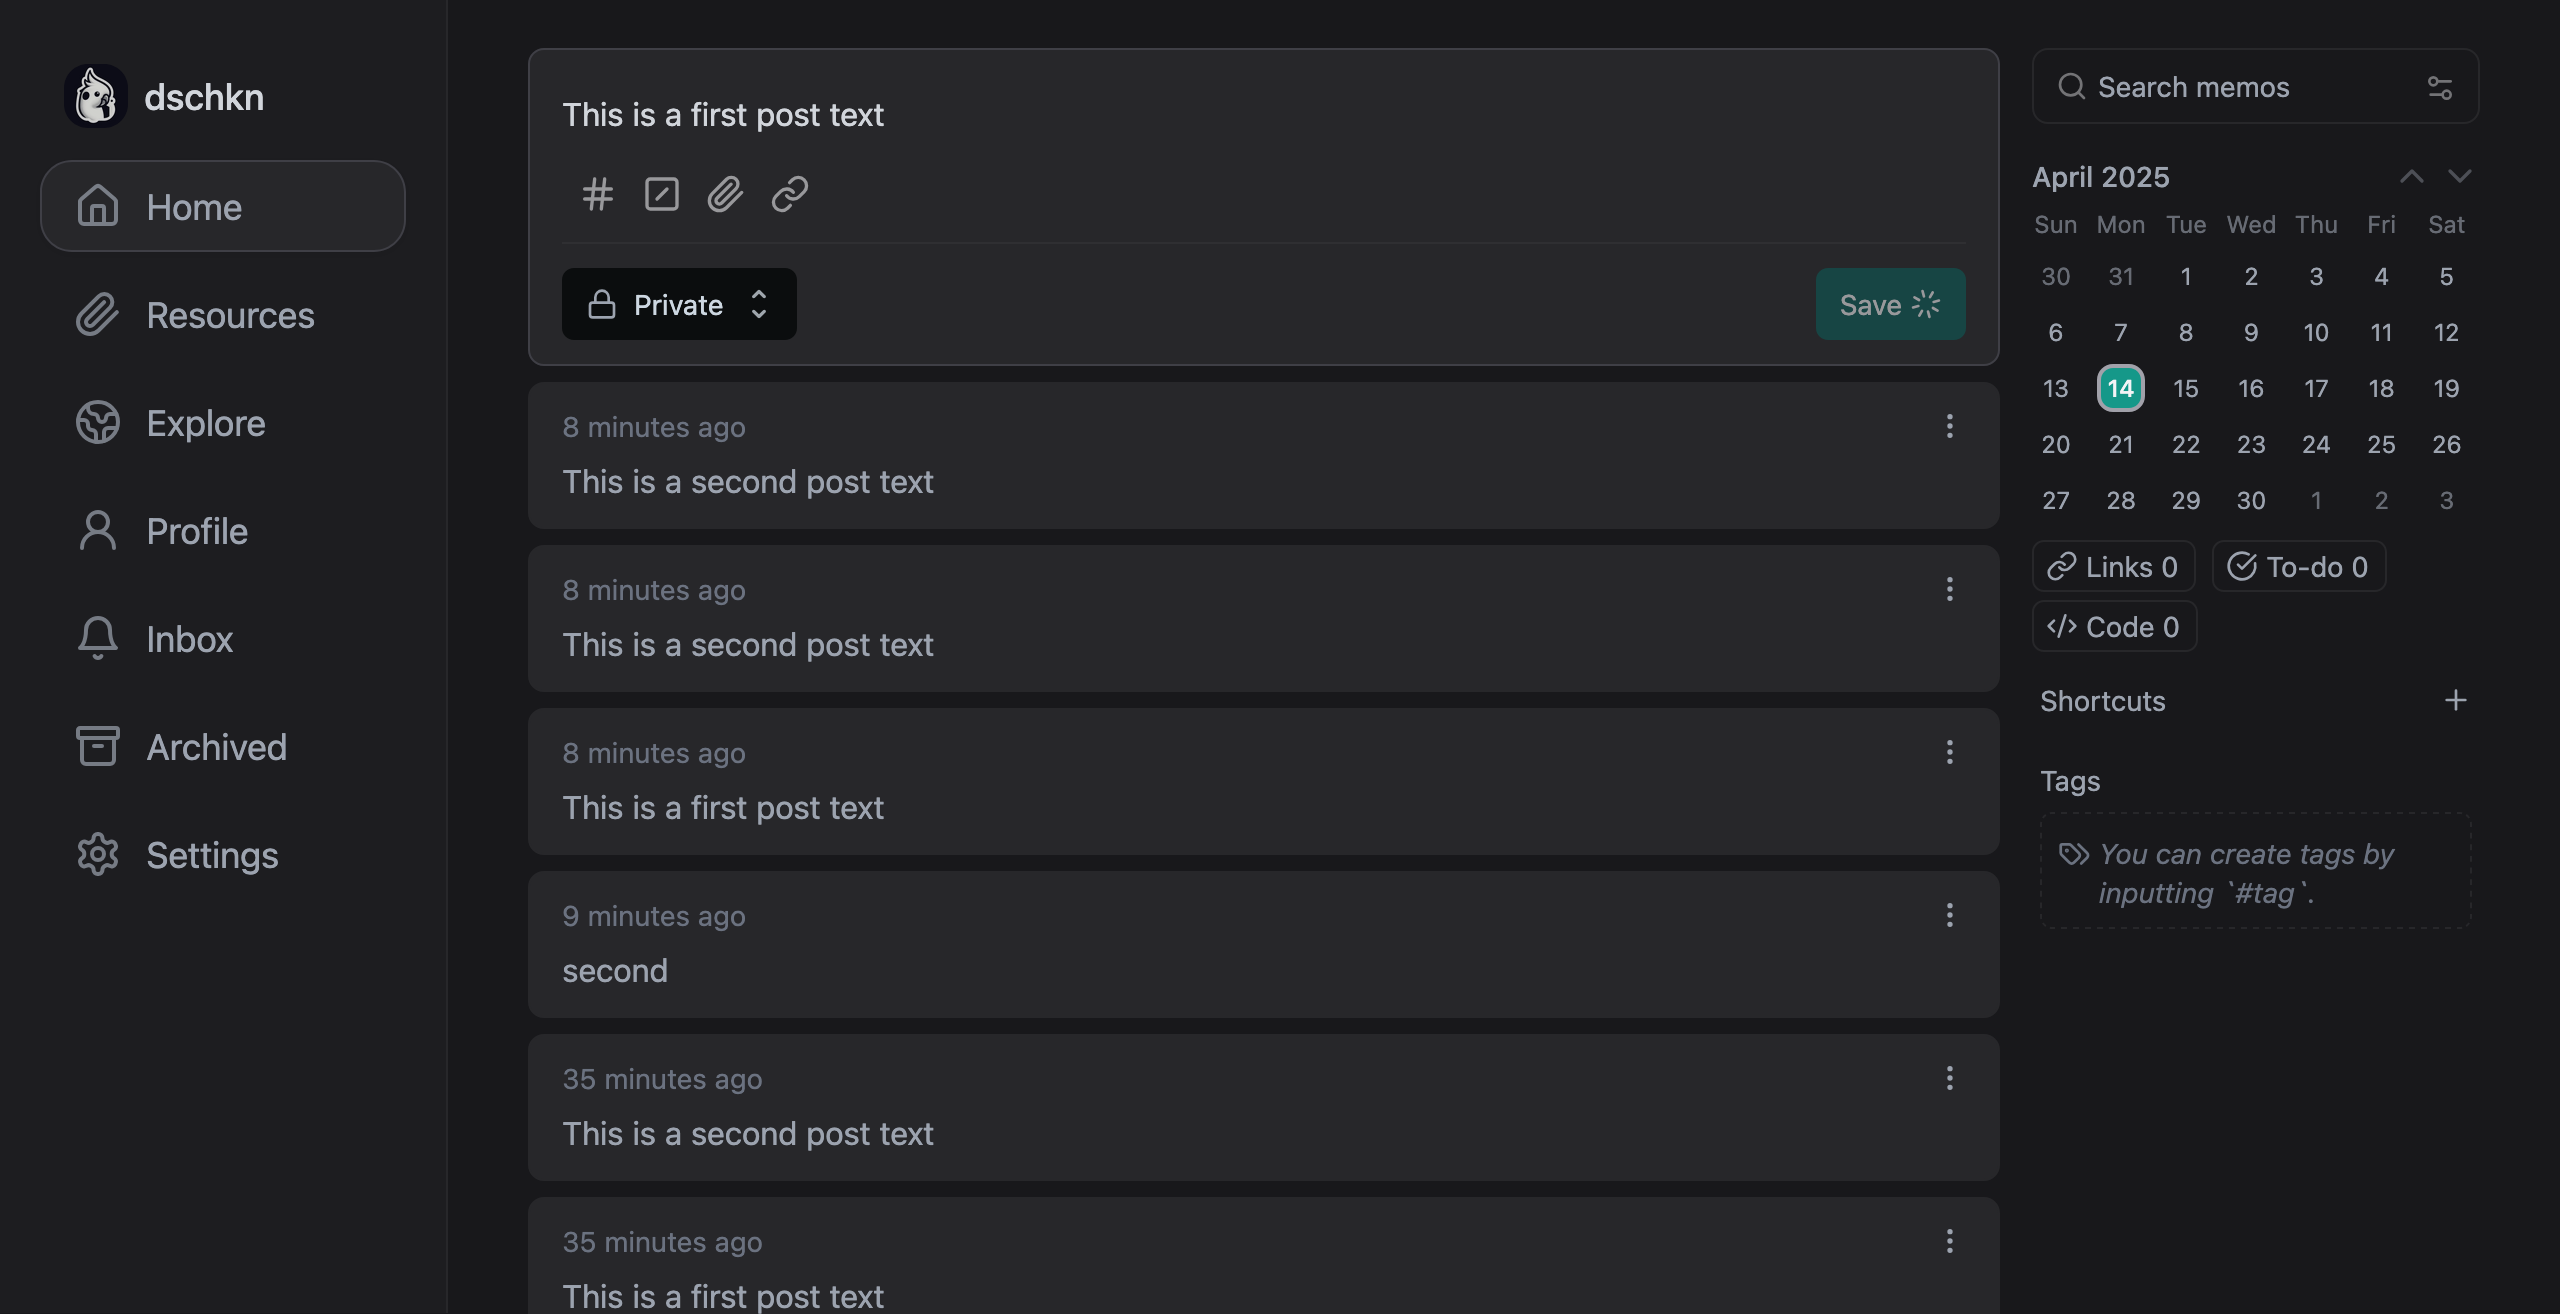 dschkn
Home
Resources
Explore
Profile
Inbox
Archived
Settings
This is a first post text
Private
Save
8 minutes ago
This is a second post text
8 minutes ago
This is a second post text
8 minutes ago
This is a first post text
9 minutes ago
second
35 minutes ago
This is a second post text
35 minutes ago
This is a first post text
Search memos
April 2025
Sun Mon Tue Wed Thu Fri Sat
30 31 1 2 3 4 5
6 7 8 9 10 11 12
13 14 15 16 17 18 19
20 21 22 23 24 25 26
27 28 29 30 1 2 3
Links 0 To-do 0
Code 0
Shortcuts
Tags
You can create tags by
inputting `#tag`.